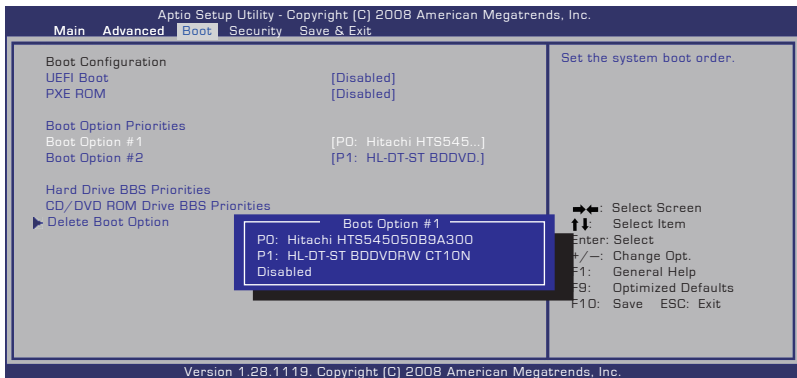 Aptio Setup Utility - Copyright (C) 2008 American Megatrends, Inc.
Main Advanced Boot Security Save & Exit
Boot Configuration
UEFI Boot [Disabled]
PXE ROM [Disabled]
Boot Option Priorities
Boot Option #1 [P0: Hitachi HTS545...]
Boot Option #2 [P1: HL-DT-ST BDDVD.]
Hard Drive BBS Priorities
CD/DVD ROM Drive BBS Priorities
Delete Boot Option
Boot Option #1
P0: Hitachi HTS545050B9A300
P1: HL-DT-ST BDDVDRW CT10N
Disabled
Set the system boot order.
→←: Select Screen
↑↓: Select Item
Enter: Select
+/—: Change Opt.
F1: General Help
F9: Optimized Defaults
F10: Save ESC: Exit
Version 1.28.1119. Copyright (C) 2008 American Megatrends, Inc.